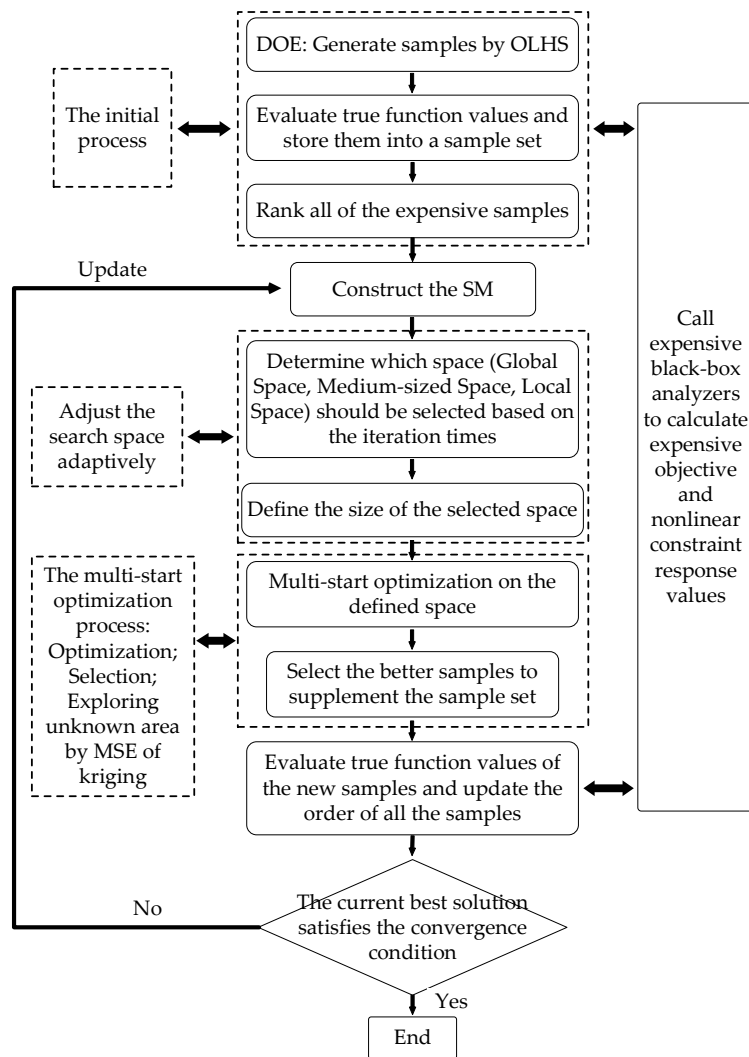 DOE: Generate samples by OLHS
The initial
process
Evaluate true function values and
store them into a sample set
Rank all of the expensive samples
Update
Construct the SM
Call
expensive
black-box
analyzers
to calculate
expensive
objective
and
nonlinear
constraint
response
values
Determine which space (Global
Space, Medium-sized Space, Local
Space) should be selected based on
the iteration times
Adjust the
search space
adaptively
Define the size of the selected space
The multi-start
optimization
process:
Optimization;
Selection;
Exploring
unknown area
by MSE of
kriging
Multi-start optimization on the
defined space
Select the better samples to
supplement the sample set
Evaluate true function values of
the new samples and update the
order of all the samples
The current best solution
satisfies the convergence
condition
No
Yes
End